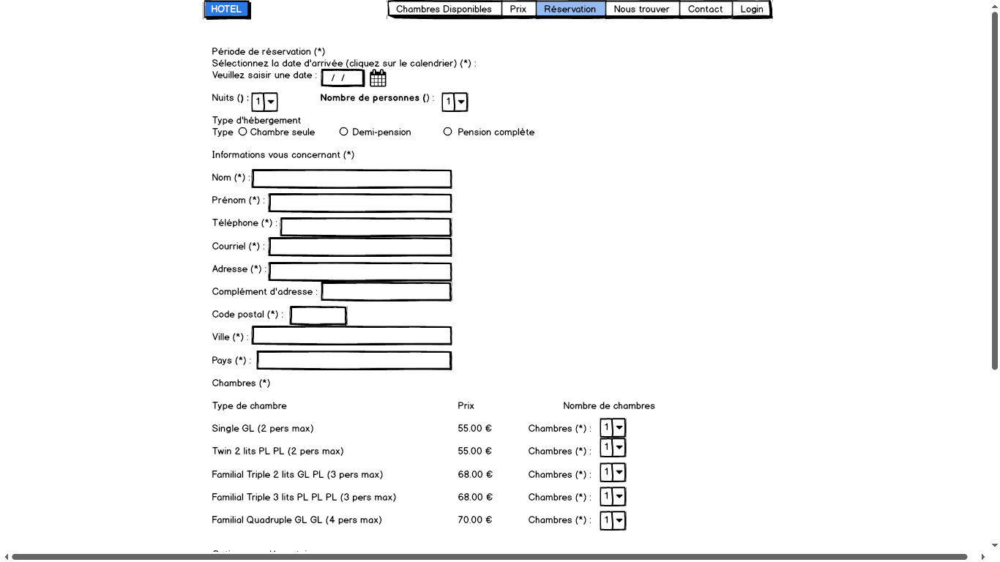 HOTEL Chambres Disponibles Prix Réservation Nous trouver Contact Login
Période de réservation (*)
Sélectionnez la date d'arrivée (cliquez sur le calendrier) (*) :
Veuillez saisir une date : / /
Nuits () : 1 Nombre de personnes () : 1
Type d'hébergement
Type Chambre seule Demi-pension Pension complète
Informations vous concernant (*)
Nom (*) :
Prénom (*) :
Téléphone (*) :
Courriel (*) :
Adresse (*) :
Complément d'adresse :
Code postal (*) :
Ville (*) :
Pays (*) :
Chambres (*)
Type de chambre Prix Nombre de chambres
Single GL (2 pers max) 55.00 € Chambres (*) : 1
Twin 2 lits PL PL (2 pers max) 55.00 € Chambres (*) : 1
Familial Triple 2 lits GL PL (3 pers max) 68.00 € Chambres (*) : 1
Familial Triple 3 lits PL PL PL (3 pers max) 68.00 € Chambres (*) : 1
Familial Quadruple GL GL (4 pers max) 70.00 € Chambres (*) : 1